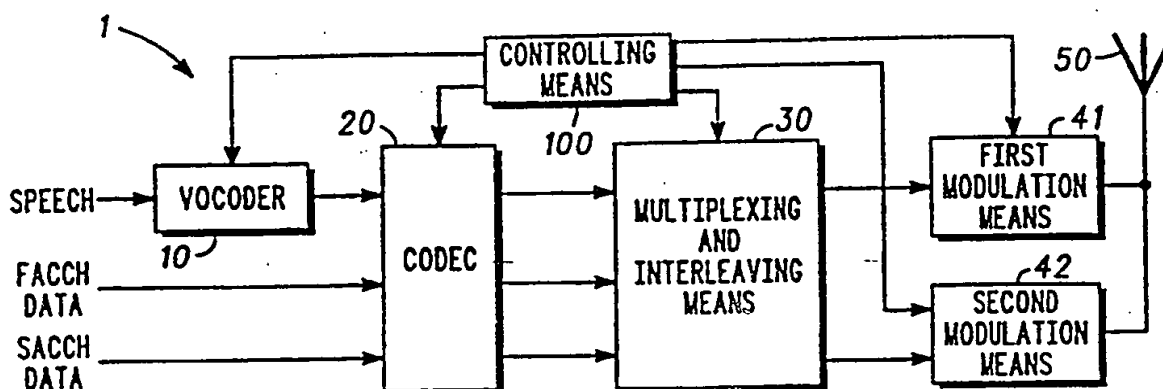 1
CONTROLLING
MEANS
100
50
20
30
41
SPEECH
VOCODER
10
CODEC
MULTIPLEXING
AND
INTERLEAVING
MEANS
FIRST
MODULATION
MEANS
FACCH
DATA
42
SECOND
MODULATION
MEANS
SACCH
DATA